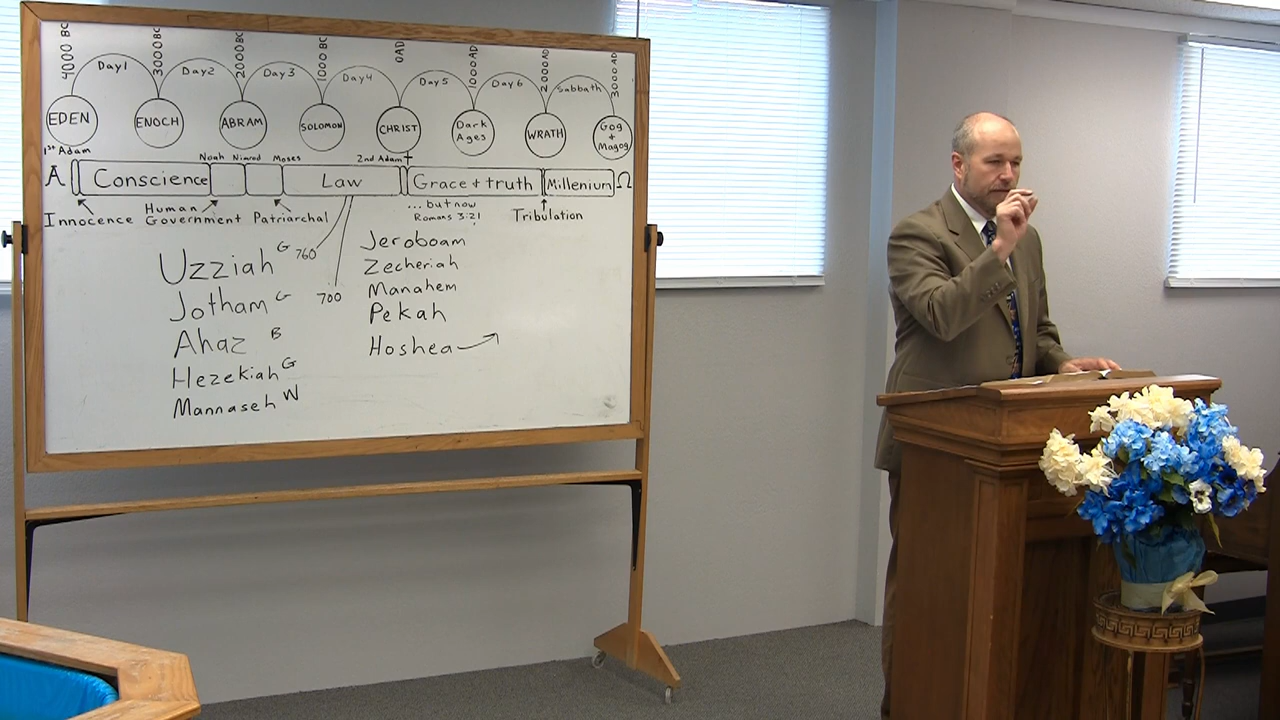 4000 BC 3000 BC 2000 BC 1000 BC 0AD 1000 AD 2000 AD 3000 AD
Day 1 Day 2 Day 3 Day 4 Day 5 Day 6 Sabbath
EDEN ENOCH ABRAM SOLOMON CHRIST Dark Ages WRATH Gog + Magog
1st Adam Noah Nimrod Moses 2nd Adam
A Conscience Law Grace + truth Millenium Ω
Innocence Human Government Patriarchal ...but now Romans 3:21 Tribulation
Uzziah G 760 Jeroboam
Jotham G 700 Zecheriah
Ahaz B Manahem
Hezekiah G Pekah
Mannaseh W Hoshea